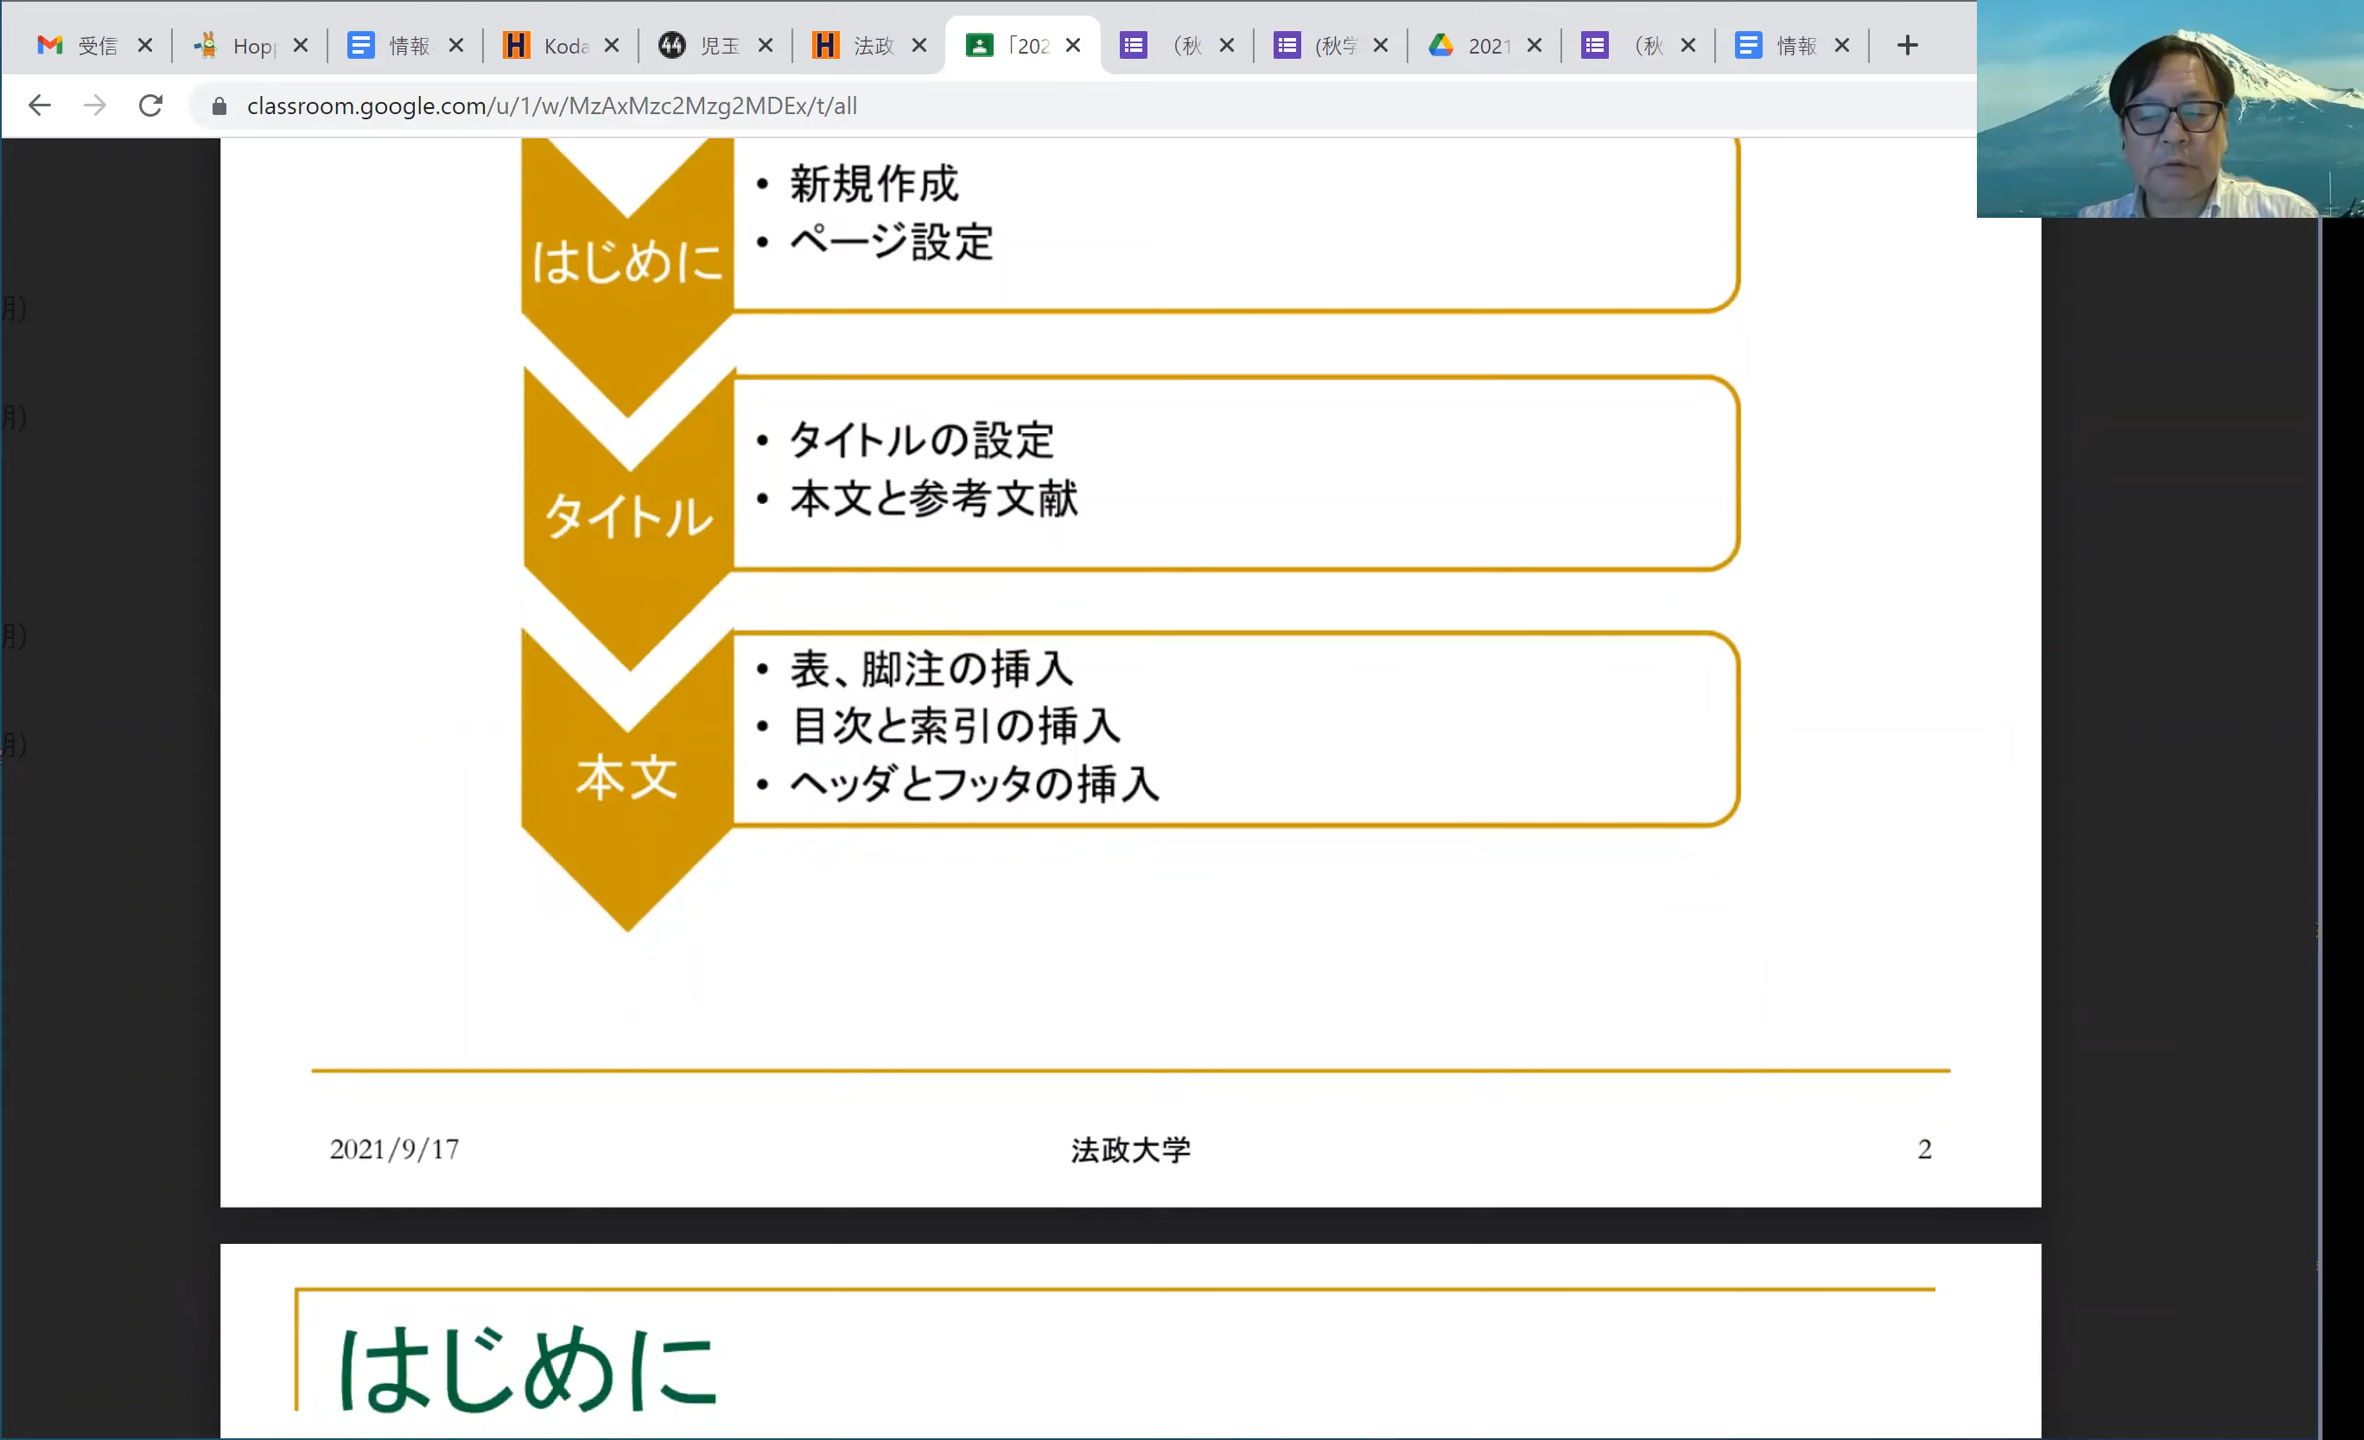 受信
Hop
情報
Koda
44
児玉
法政
「202
（秋
(秋学
2021
（秋
情報
classroom.google.com/u/1/w/MzAxMzc2Mzg2MDEx/t/all
はじめに
• 新規作成
• ページ設定
タイトル
• タイトルの設定
• 本文と参考文献
本文
• 表、脚注の挿入
• 目次と索引の挿入
• ヘッダとフッタの挿入
2021/9/17
法政大学
2
はじめに